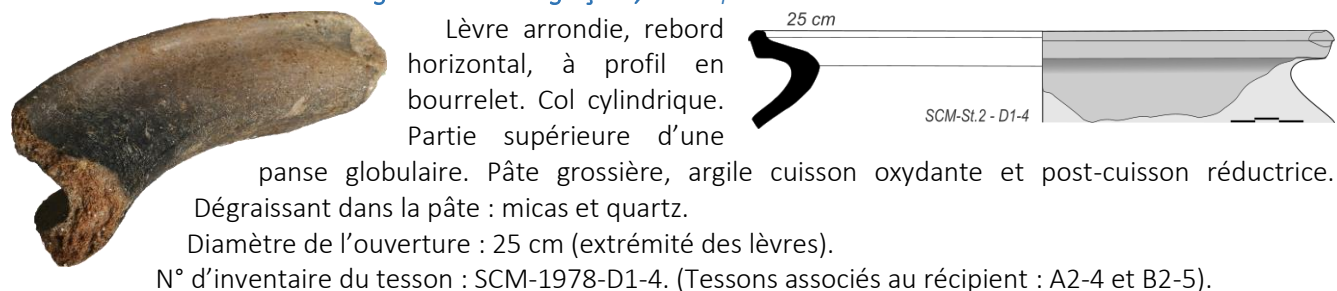 Lèvre arrondie, rebord
horizontal, à profil en
bourrelet. Col cylindrique.
Partie supérieure d’une
panse globulaire. Pâte grossière, argile cuisson oxydante et post-cuisson réductrice.
Dégraissant dans la pâte : micas et quartz.
Diamètre de l’ouverture : 25 cm (extrémité des lèvres).
N° d’inventaire du tesson : SCM-1978-D1-4. (Tessons associés au récipient : A2-4 et B2-5).
25 cm
SCM-St.2 - D1-4